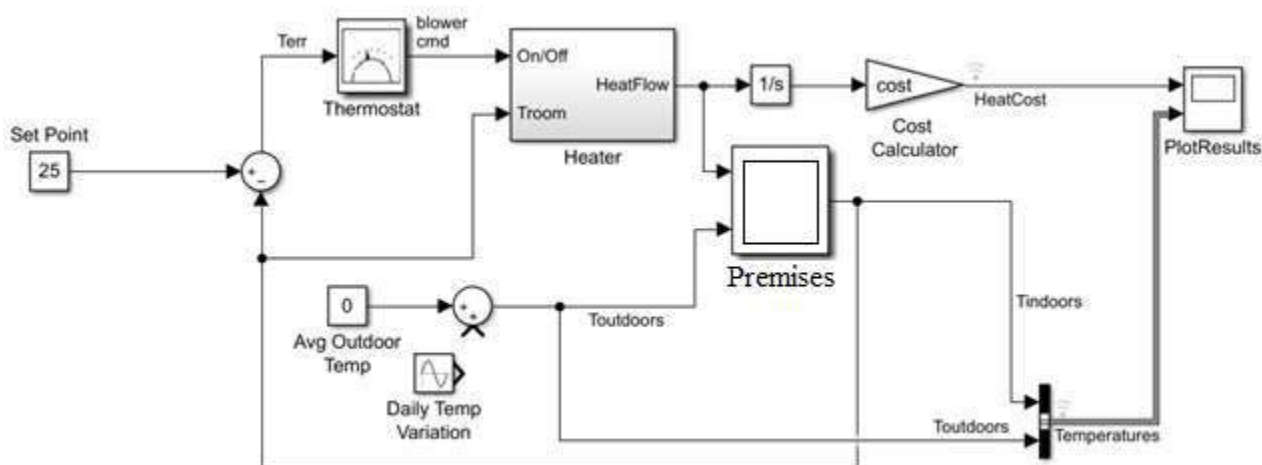 Terr
blower
cmd
Thermostat
On/Off
Troom
HeatFlow
Heater
1/s
cost
Cost
Calculator
HeatCost
PlotResults
Set Point
25
+
−
Premises
0
Avg Outdoor
Temp
+
+
Toutdoors
Daily Temp
Variation
Tindoors
Toutdoors
Temperatures